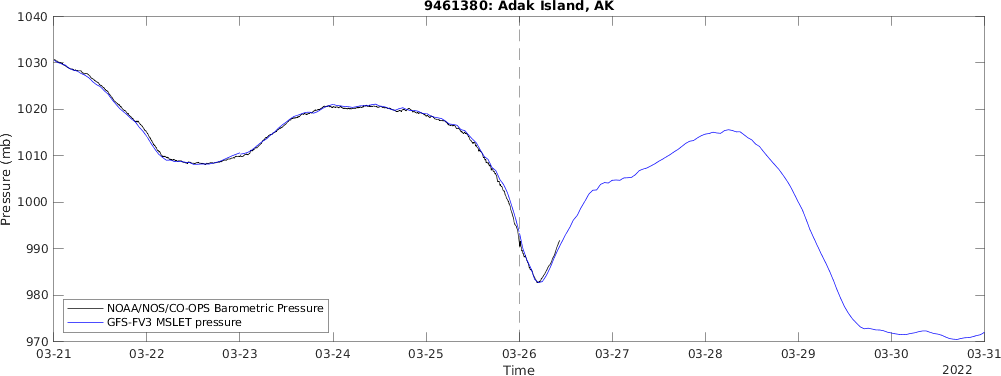 9461380: Adak Island, AK
1040
1030
1020
1010
1000
990
980
970
Pressure (mb)
NOAA/NOS/CO-OPS Barometric Pressure
GFS-FV3 MSLET pressure
03-21 03-22 03-23 03-24 03-25 03-26 03-27 03-28 03-29 03-30 03-31
Time
2022